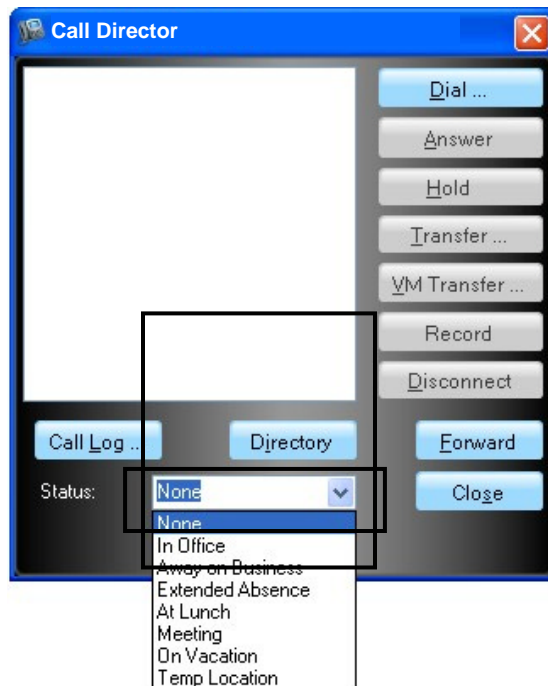 Call Director
Dial ...
Answer
Hold
Transfer ...
VM Transfer ...
Record
Disconnect
Call Log ...
Directory
Forward
Status:
None
Close
None
In Office
Away on Business
Extended Absence
At Lunch
Meeting
On Vacation
Temp Location